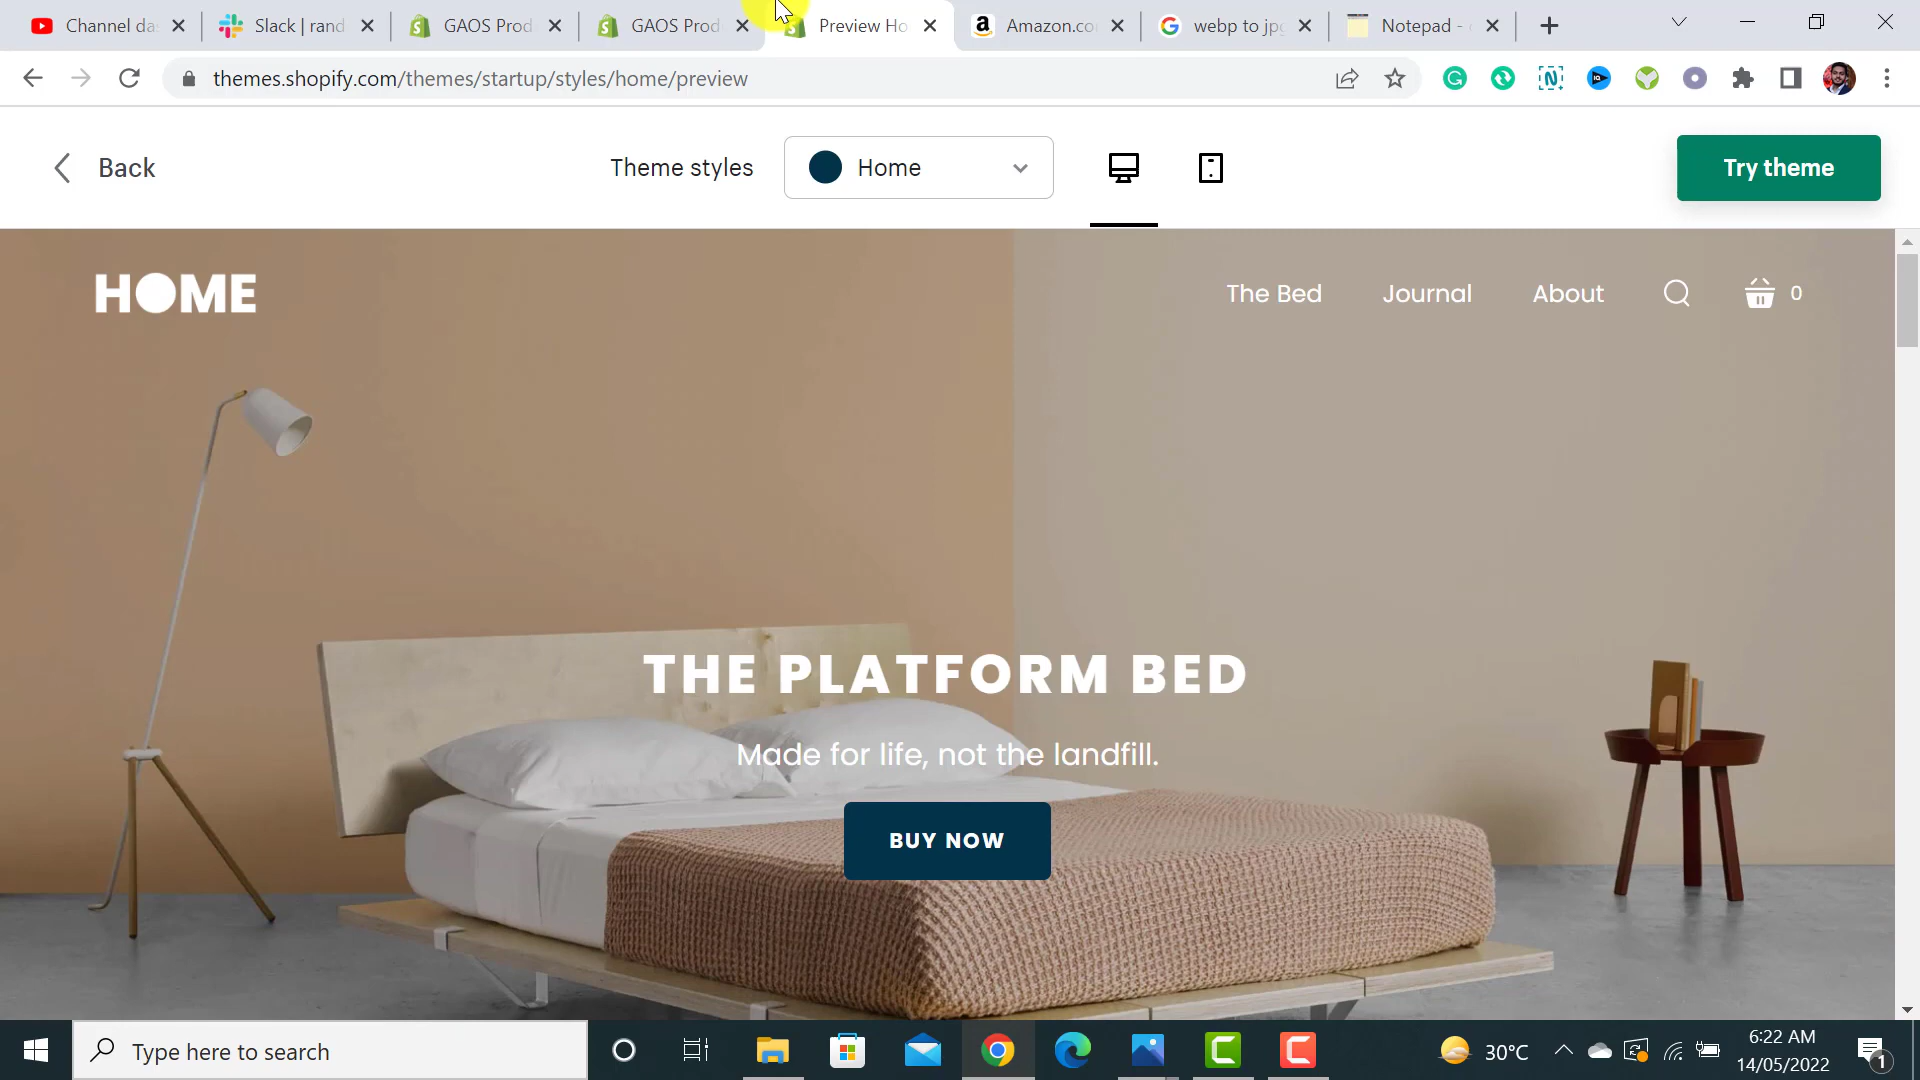 Channel da
Slack | rand
GAOS Prod
GAOS Prod
Preview Ho
Amazon.co
webp to jpg
Notepad -
themes.shopify.com/themes/startup/styles/home/preview
Back
Theme styles
Home
Try theme
HOME
The Bed
Journal
About
0
THE PLATFORM BED
Made for life, not the landfill.
BUY NOW
Type here to search
30°C
6:22 AM
14/05/2022
1